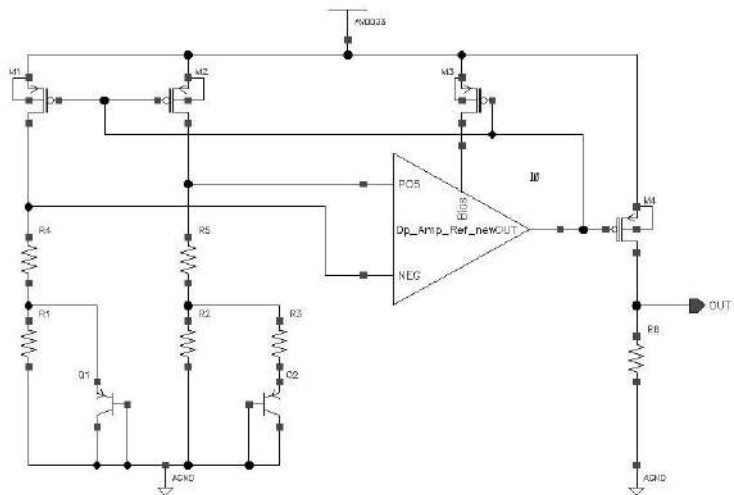 AVDD33
M1
M2
M3
POS
Bias
I0
M4
Dp_Amp_Ref_new
OUT
R4
R5
NEG
OUT
R1
R2
R3
R6
Q1
Q2
AGND
AGND